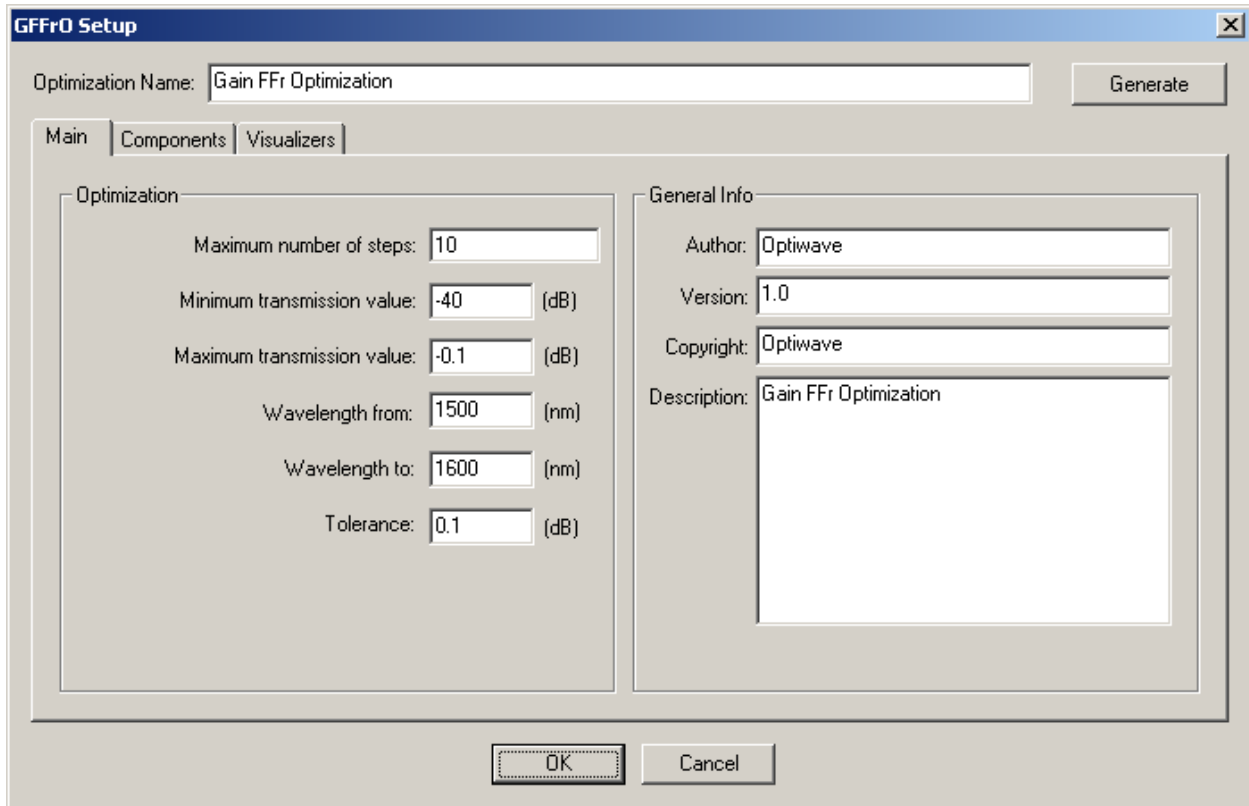 GFFrO Setup
Optimization Name: Gain FFr Optimization
Generate
Main Components Visualizers
Optimization
Maximum number of steps: 10
Minimum transmission value: -40 (dB)
Maximum transmission value: -0.1 (dB)
Wavelength from: 1500 (nm)
Wavelength to: 1600 (nm)
Tolerance: 0.1 (dB)
General Info
Author: Optiwave
Version: 1.0
Copyright: Optiwave
Description: Gain FFr Optimization
OK Cancel